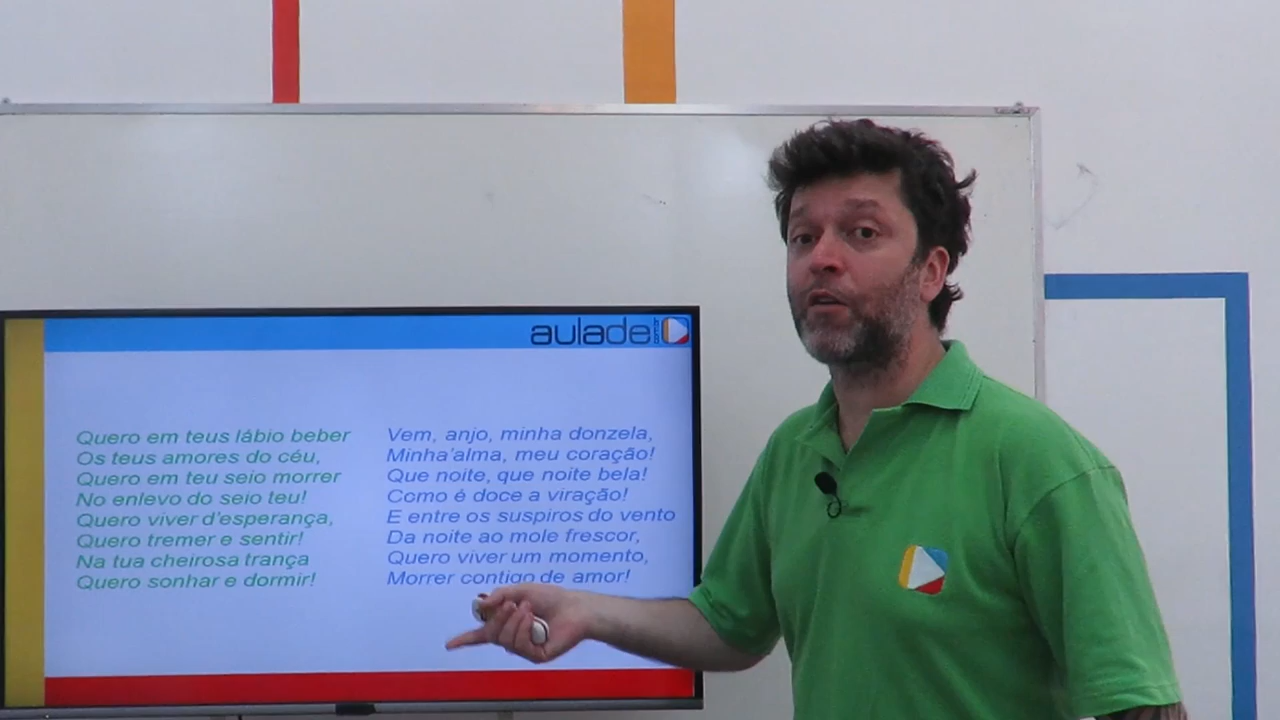 aulade
.com.br
Quero em teus lábio beber
Os teus amores do céu,
Quero em teu seio morrer
No enlevo do seio teu!
Quero viver d'esperança,
Quero tremer e sentir!
Na tua cheirosa trança
Quero sonhar e dormir!
Vem, anjo, minha donzela,
Minha'alma, meu coração!
Que noite, que noite bela!
Como é doce a viração!
E entre os suspiros do vento
Da noite ao mole frescor,
Quero viver um momento,
Morrer contigo de amor!